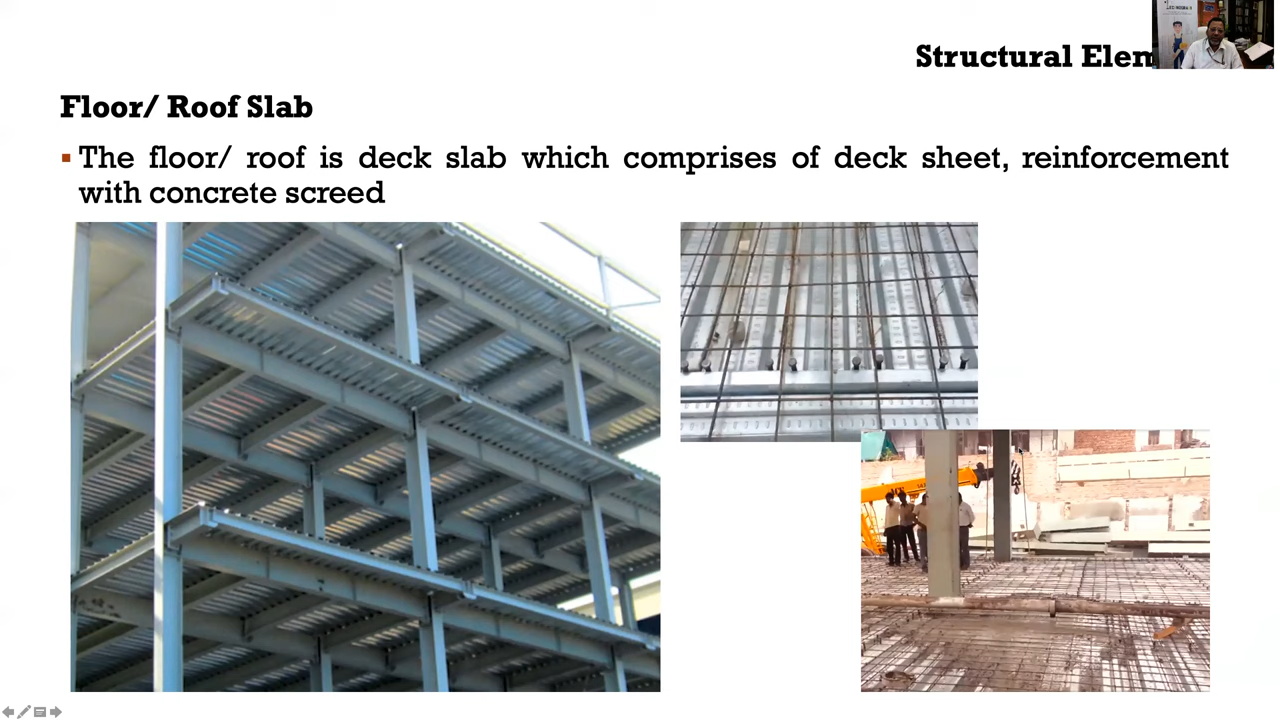 Structural Elem
Floor/ Roof Slab
▪ The floor/ roof is deck slab which comprises of deck sheet, reinforcement
with concrete screed